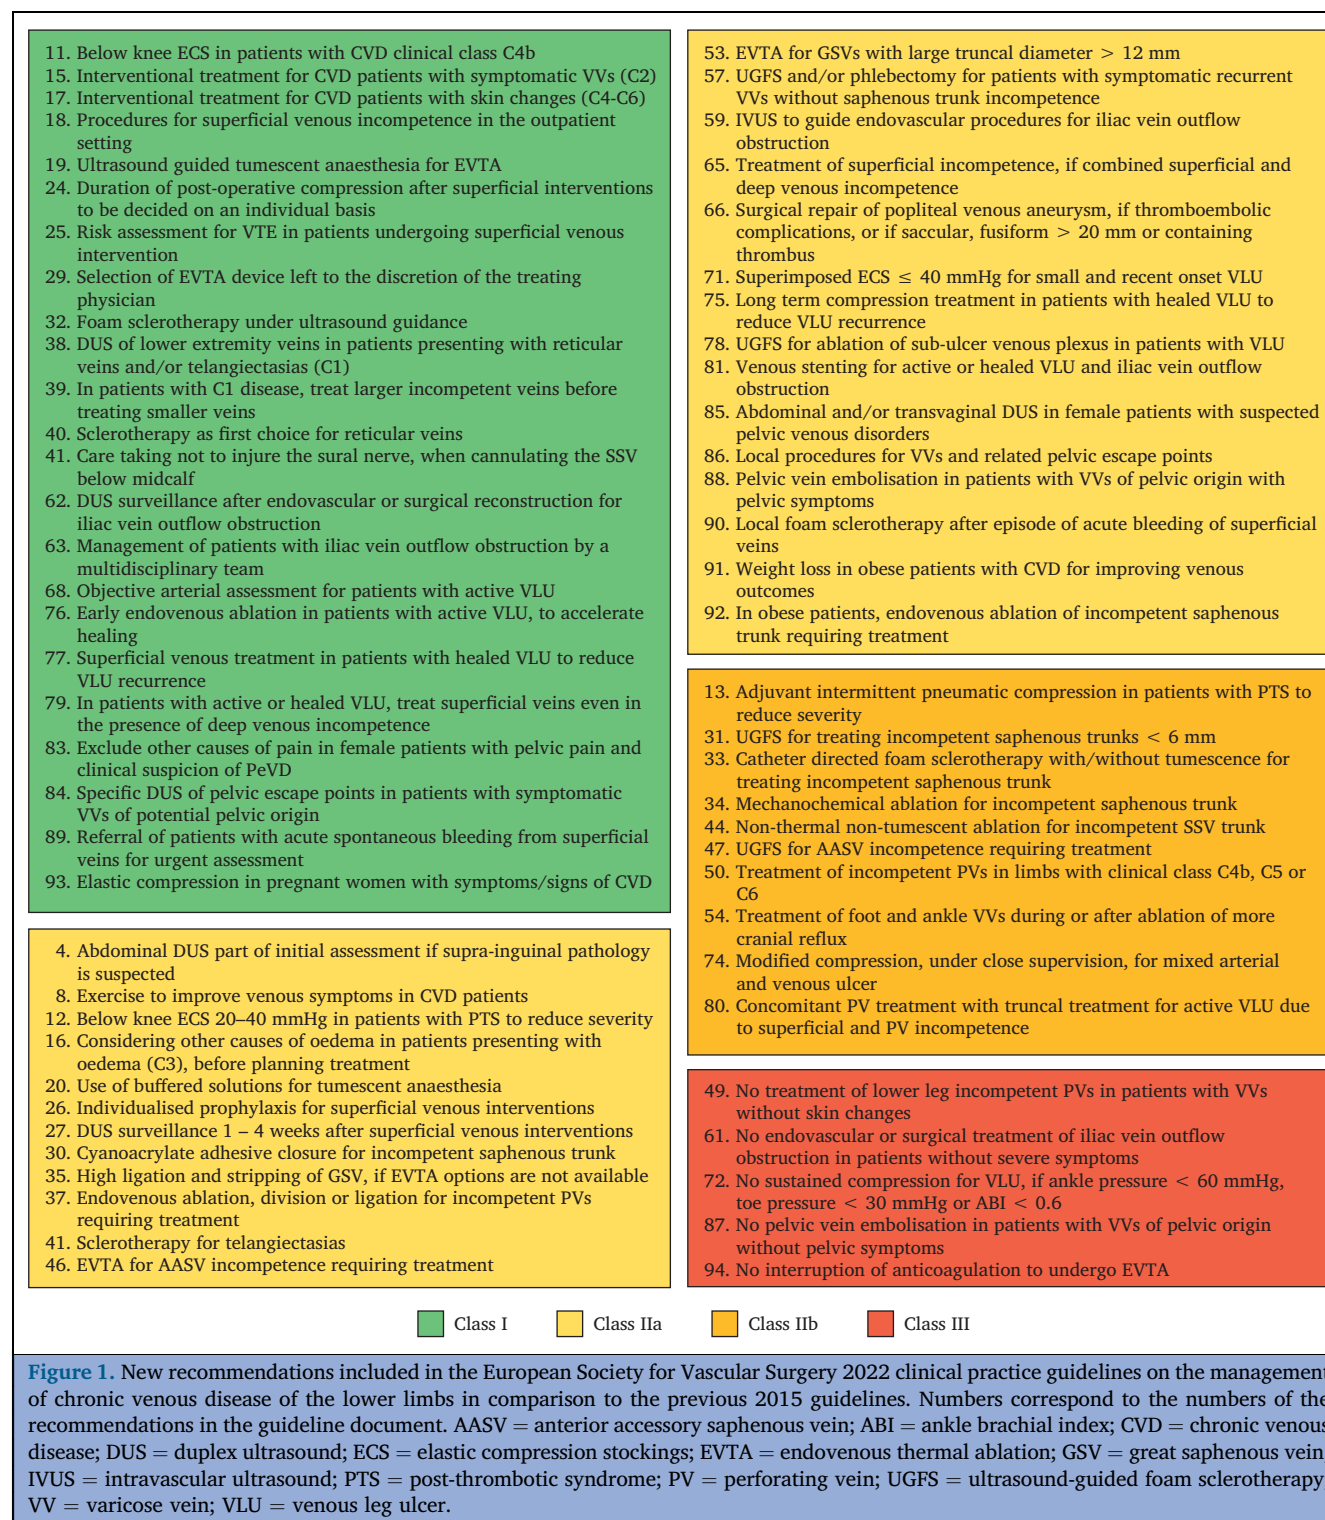 11. Below knee ECS in patients with CVD clinical class C4b
15. Interventional treatment for CVD patients with symptomatic VVs (C2)
17. Interventional treatment for CVD patients with skin changes (C4-C6)
18. Procedures for superficial venous incompetence in the outpatient
setting
19. Ultrasound guided tumescent anaesthesia for EVTA
24. Duration of post-operative compression after superficial interventions
to be decided on an individual basis
25. Risk assessment for VTE in patients undergoing superficial venous
intervention
29. Selection of EVTA device left to the discretion of the treating
physician
32. Foam sclerotherapy under ultrasound guidance
38. DUS of lower extremity veins in patients presenting with reticular
veins and/or telangiectasias (C1)
39. In patients with C1 disease, treat larger incompetent veins before
treating smaller veins
40. Sclerotherapy as first choice for reticular veins
41. Care taking not to injure the sural nerve, when cannulating the SSV
below midcalf
62. DUS surveillance after endovascular or surgical reconstruction for
iliac vein outflow obstruction
63. Management of patients with iliac vein outflow obstruction by a
multidisciplinary team
68. Objective arterial assessment for patients with active VLU
76. Early endovenous ablation in patients with active VLU, to accelerate
healing
77. Superficial venous treatment in patients with healed VLU to reduce
VLU recurrence
79. In patients with active or healed VLU, treat superficial veins even in
the presence of deep venous incompetence
83. Exclude other causes of pain in female patients with pelvic pain and
clinical suspicion of PeVD
84. Specific DUS of pelvic escape points in patients with symptomatic
VVs of potential pelvic origin
89. Referral of patients with acute spontaneous bleeding from superficial
veins for urgent assessment
93. Elastic compression in pregnant women with symptoms/signs of CVD
4. Abdominal DUS part of initial assessment if supra-inguinal pathology
is suspected
8. Exercise to improve venous symptoms in CVD patients
12. Below knee ECS 20–40 mmHg in patients with PTS to reduce severity
16. Considering other causes of oedema in patients presenting with
oedema (C3), before planning treatment
20. Use of buffered solutions for tumescent anaesthesia
26. Individualised prophylaxis for superficial venous interventions
27. DUS surveillance 1 – 4 weeks after superficial venous interventions
30. Cyanoacrylate adhesive closure for incompetent saphenous trunk
35. High ligation and stripping of GSV, if EVTA options are not available
37. Endovenous ablation, division or ligation for incompetent PVs
requiring treatment
41. Sclerotherapy for telangiectasias
46. EVTA for AASV incompetence requiring treatment
53. EVTA for GSVs with large truncal diameter > 12 mm
57. UGFS and/or phlebectomy for patients with symptomatic recurrent
VVs without saphenous trunk incompetence
59. IVUS to guide endovascular procedures for iliac vein outflow
obstruction
65. Treatment of superficial incompetence, if combined superficial and
deep venous incompetence
66. Surgical repair of popliteal venous aneurysm, if thromboembolic
complications, or if saccular, fusiform > 20 mm or containing
thrombus
71. Superimposed ECS ≤ 40 mmHg for small and recent onset VLU
75. Long term compression treatment in patients with healed VLU to
reduce VLU recurrence
78. UGFS for ablation of sub-ulcer venous plexus in patients with VLU
81. Venous stenting for active or healed VLU and iliac vein outflow
obstruction
85. Abdominal and/or transvaginal DUS in female patients with suspected
pelvic venous disorders
86. Local procedures for VVs and related pelvic escape points
88. Pelvic vein embolisation in patients with VVs of pelvic origin with
pelvic symptoms
90. Local foam sclerotherapy after episode of acute bleeding of superficial
veins
91. Weight loss in obese patients with CVD for improving venous
outcomes
92. In obese patients, endovenous ablation of incompetent saphenous
trunk requiring treatment
13. Adjuvant intermittent pneumatic compression in patients with PTS to
reduce severity
31. UGFS for treating incompetent saphenous trunks < 6 mm
33. Catheter directed foam sclerotherapy with/without tumescence for
treating incompetent saphenous trunk
34. Mechanochemical ablation for incompetent saphenous trunk
44. Non-thermal non-tumescent ablation for incompetent SSV trunk
47. UGFS for AASV incompetence requiring treatment
50. Treatment of incompetent PVs in limbs with clinical class C4b, C5 or
C6
54. Treatment of foot and ankle VVs during or after ablation of more
cranial reflux
74. Modified compression, under close supervision, for mixed arterial
and venous ulcer
80. Concomitant PV treatment with truncal treatment for active VLU due
to superficial and PV incompetence
49. No treatment of lower leg incompetent PVs in patients with VVs
without skin changes
61. No endovascular or surgical treatment of iliac vein outflow
obstruction in patients without severe symptoms
72. No sustained compression for VLU, if ankle pressure < 60 mmHg,
toe pressure < 30 mmHg or ABI < 0.6
87. No pelvic vein embolisation in patients with VVs of pelvic origin
without pelvic symptoms
94. No interruption of anticoagulation to undergo EVTA
Class I Class IIa Class IIb Class III
Figure 1. New recommendations included in the European Society for Vascular Surgery 2022 clinical practice guidelines on the management
of chronic venous disease of the lower limbs in comparison to the previous 2015 guidelines. Numbers correspond to the numbers of the
recommendations in the guideline document. AASV = anterior accessory saphenous vein; ABI = ankle brachial index; CVD = chronic venous
disease; DUS = duplex ultrasound; ECS = elastic compression stockings; EVTA = endovenous thermal ablation; GSV = great saphenous vein
IVUS = intravascular ultrasound; PTS = post-thrombotic syndrome; PV = perforating vein; UGFS = ultrasound-guided foam sclerotherapy;
VV = varicose vein; VLU = venous leg ulcer.